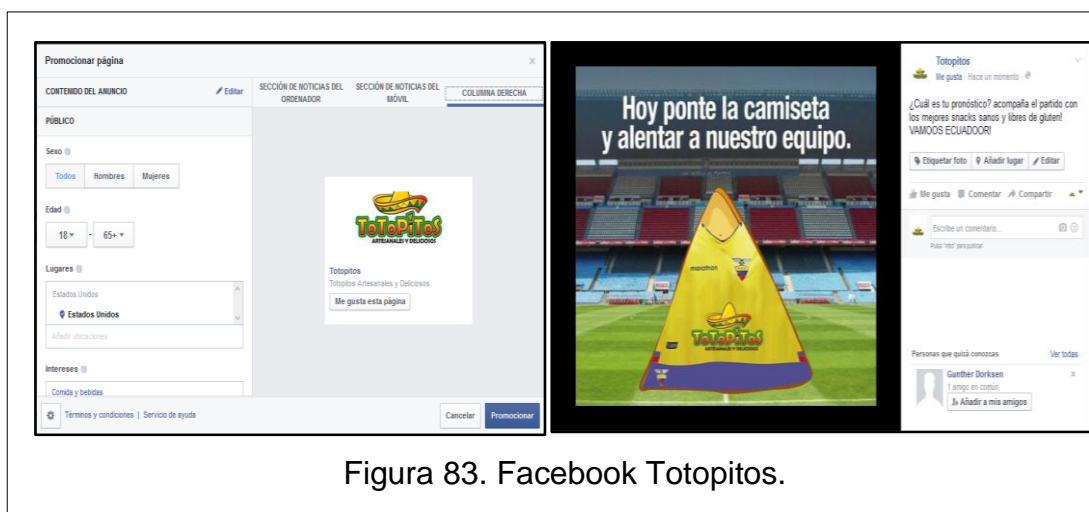 Promocionar página
x
CONTENIDO DEL ANUNCIO
Editar
PÚBLICO
Sexo
Todos Hombres Mujeres
Edad
18 - 65+
Lugares
Estados Unidos
Estados Unidos
Añadir ubicaciones
Intereses
Comida y bebidas
Términos y condiciones | Servicio de ayuda
SECCIÓN DE NOTICIAS DEL
ORDENADOR
SECCIÓN DE NOTICIAS DEL
MÓVIL
COLUMNA DERECHA
ToToPiToS
ARTESANALES Y DELICIOSOS
Totopitos
Totopitos Artesanales y Deliciosos
Me gusta esta página
Cancelar Promocionar
Hoy ponte la camiseta
y alentar a nuestro equipo.
marathon
ToToPiToS
ARTESANALES Y DELICIOSOS
Totopitos
Me gusta · Hace un momento ·
¿Cuál es tu pronóstico? acompaña el partido con
los mejores snacks sanos y libres de gluten!
VAMOOS ECUADOOR!
Etiquetar foto Añadir lugar Editar
Me gusta Comentar Compartir
Escribe un comentario...
Pulsa "Intro" para publicar.
Personas que quizá conozcas Ver todas
Gunther Dorksen
x
1 amigo en común
Añadir a mis amigos
Figura 83. Facebook Totopitos.